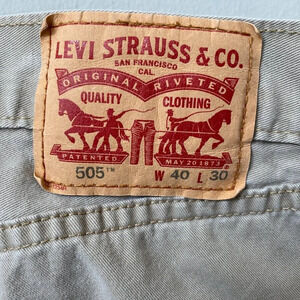 LEVI STRAUSS & CO.
SAN FRANCISCO
CAL.
ORIGINAL RIVETED
QUALITY CLOTHING
PATENTED MAY 20 1873
505™ W 40 L 30